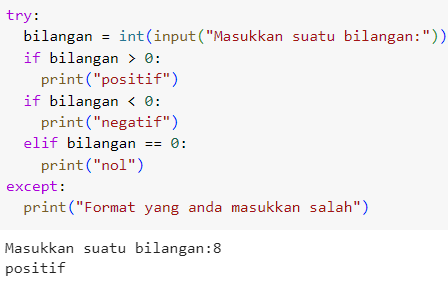 try:
  bilangan = int(input("Masukkan suatu bilangan:"))
  if bilangan > 0:
    print("positif")
  if bilangan < 0:
    print("negatif")
  elif bilangan == 0:
    print("nol")
except:
  print("Format yang anda masukkan salah")
Masukkan suatu bilangan:8
positif